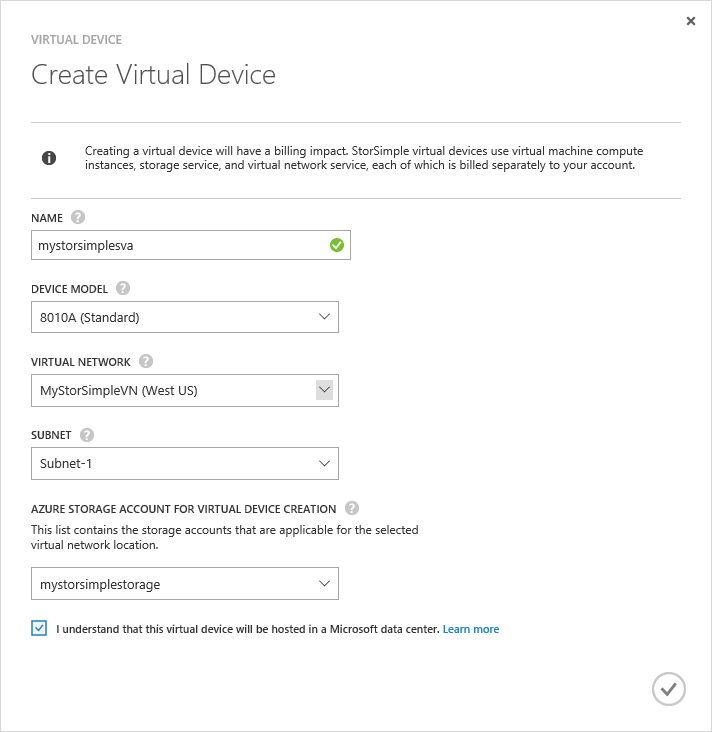 VIRTUAL DEVICE
Create Virtual Device
Creating a virtual device will have a billing impact. StorSimple virtual devices use virtual machine compute
instances, storage service, and virtual network service, each of which is billed separately to your account.
NAME ?
mystorsimplesva
DEVICE MODEL ?
8010A (Standard)
VIRTUAL NETWORK ?
MyStorSimpleVN (West US)
SUBNET ?
Subnet-1
AZURE STORAGE ACCOUNT FOR VIRTUAL DEVICE CREATION ?
This list contains the storage accounts that are applicable for the selected
virtual network location.
mystorsimplestorage
I understand that this virtual device will be hosted in a Microsoft data center. Learn more